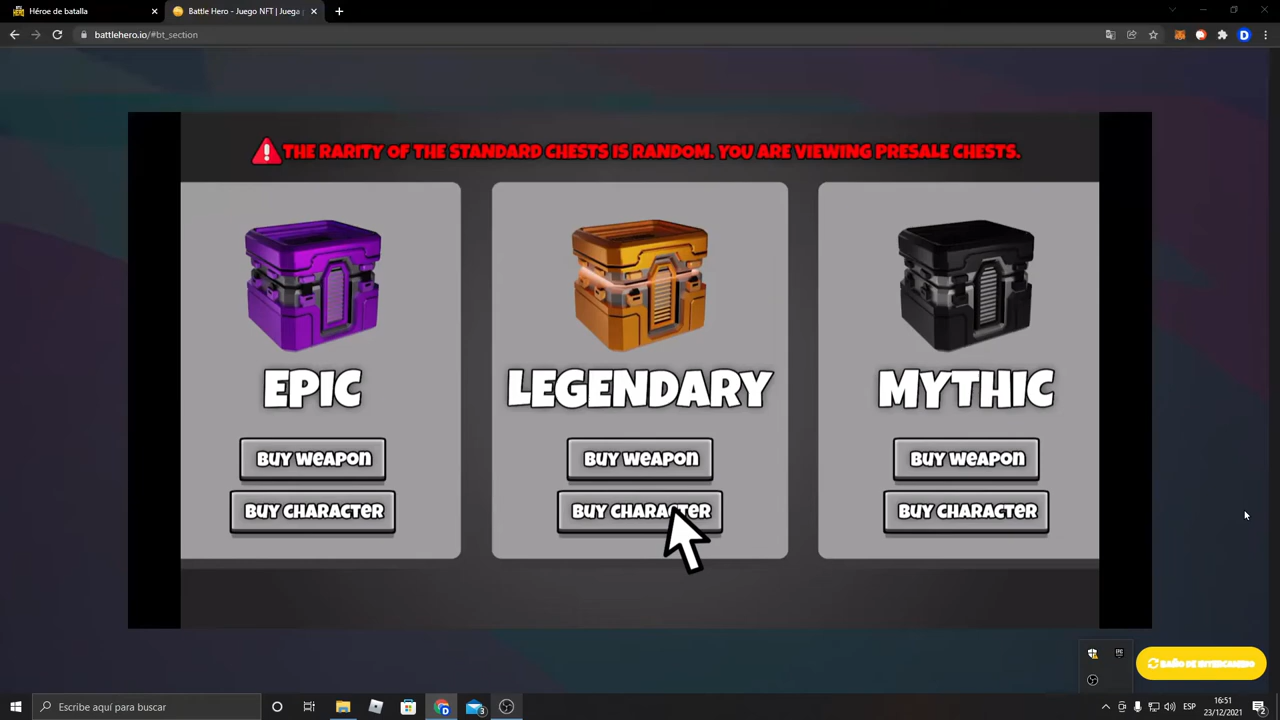 Héroe de batalla
Battle Hero - Juego NFT | Juega
battlehero.io/#bt_section
THE RARITY OF THE STANDARD CHESTS IS RANDOM. YOU ARE VIEWING PRESALE CHESTS.
EPIC LEGENDARY MYTHIC
BUY WEAPON BUY WEAPON BUY WEAPON
BUY CHARACTER BUY CHARACTER BUY CHARACTER
Escribe aquí para buscar
3
ESP
16:51
23/12/2021
2